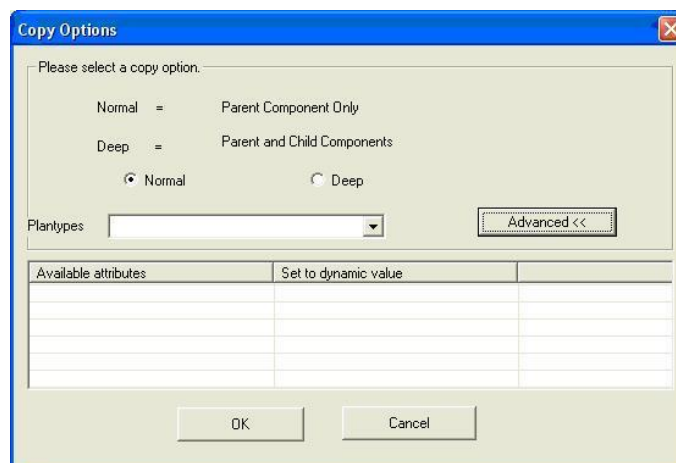 Copy Options
Please select a copy option.
Normal = Parent Component Only
Deep = Parent and Child Components
Normal Deep
Plantypes Advanced <<
Available attributes Set to dynamic value
OK Cancel